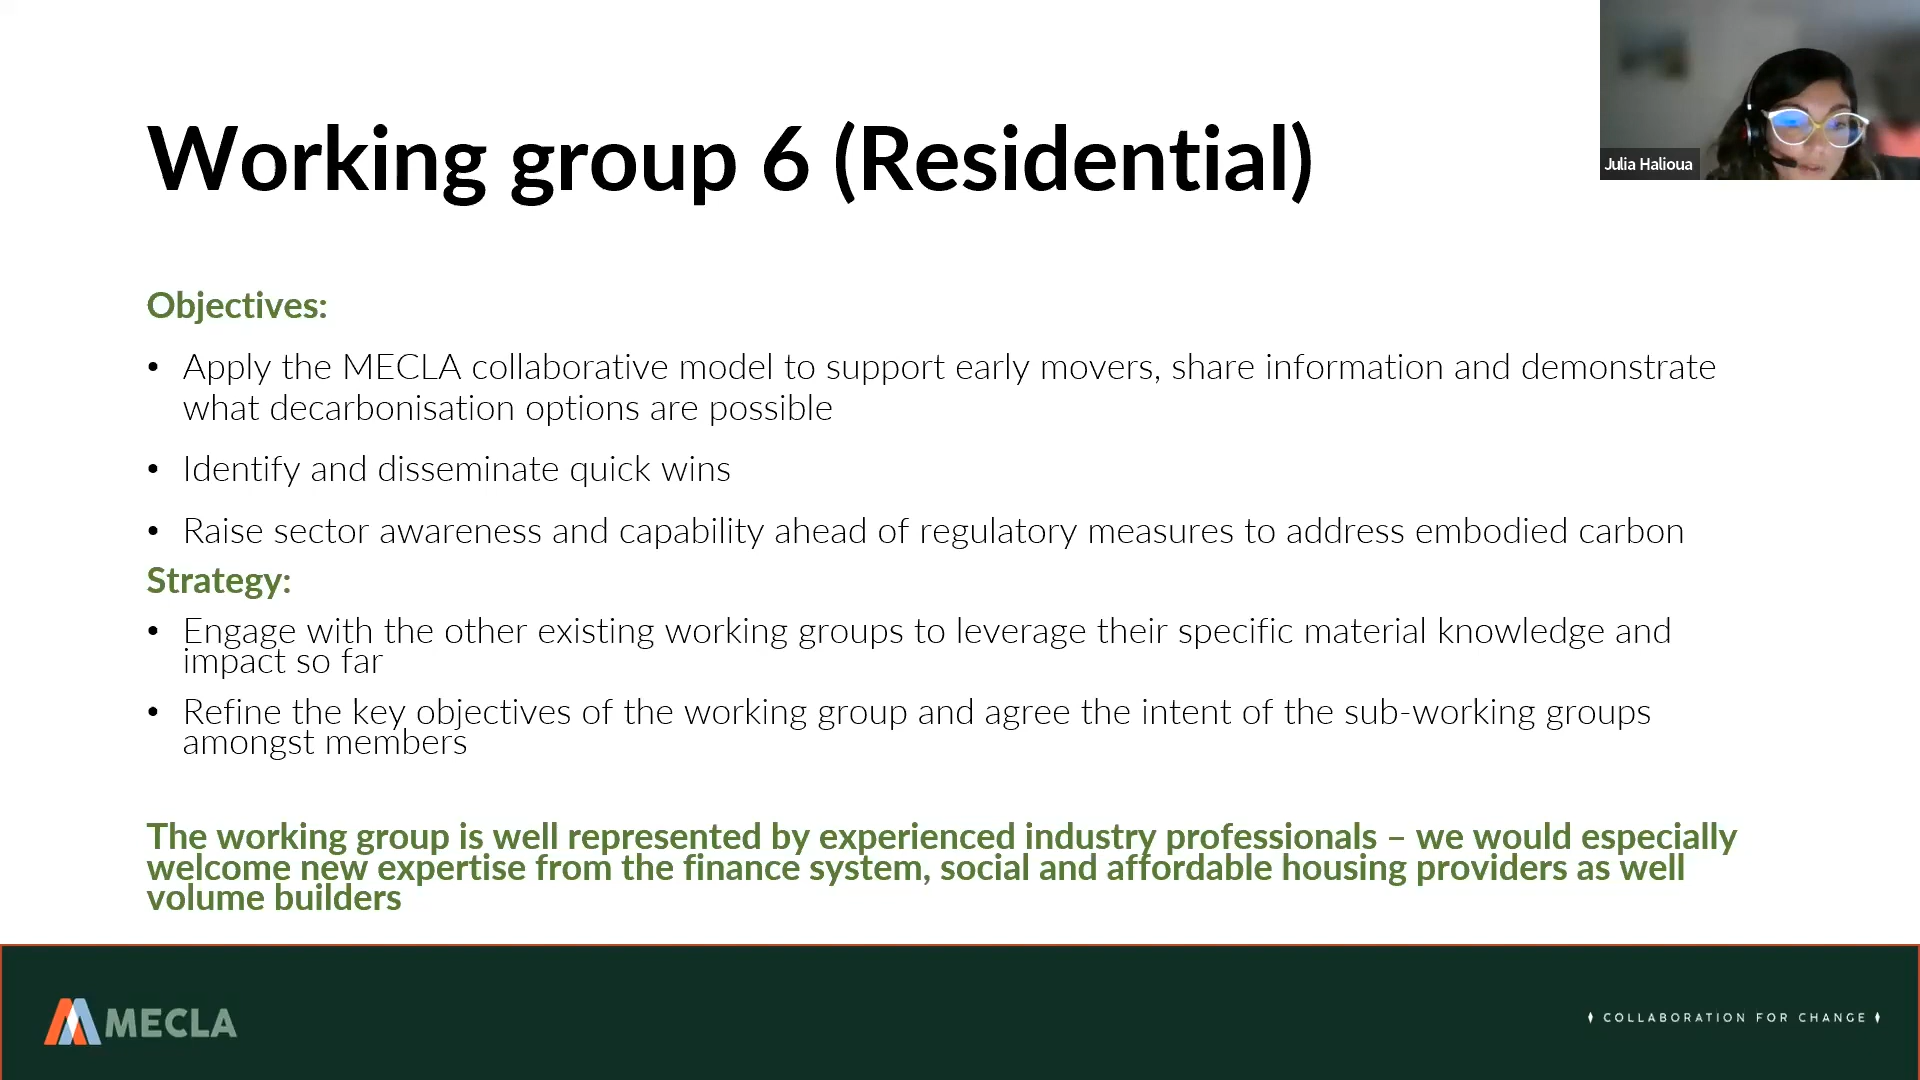 Working group 6 (Residential)
Julia Halioua
Objectives:
• Apply the MECLA collaborative model to support early movers, share information and demonstrate
what decarbonisation options are possible
• Identify and disseminate quick wins
• Raise sector awareness and capability ahead of regulatory measures to address embodied carbon
Strategy:
• Engage with the other existing working groups to leverage their specific material knowledge and
impact so far
• Refine the key objectives of the working group and agree the intent of the sub-working groups
amongst members
The working group is well represented by experienced industry professionals – we would especially
welcome new expertise from the finance system, social and affordable housing providers as well
volume builders
MECLA
COLLABORATION FOR CHANGE